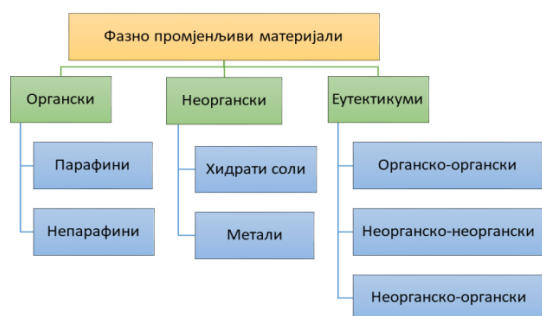 Фазно промјенљиви материјали
Органски
Неоргански
Еутектикуми
Парафини
Непарафини
Хидрати соли
Метали
Органско-органски
Неорганско-неоргански
Неорганско-органски